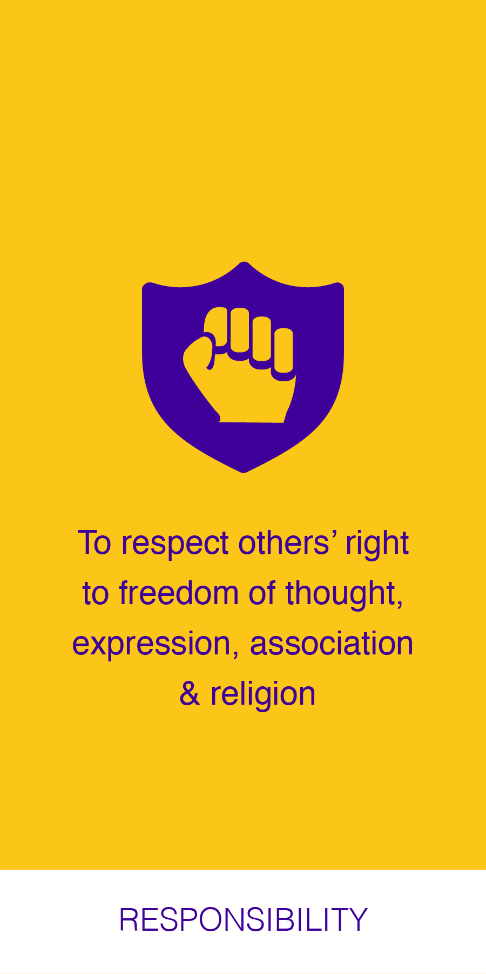 To respect others’ right
to freedom of thought,
expression, association
& religion
RESPONSIBILITY